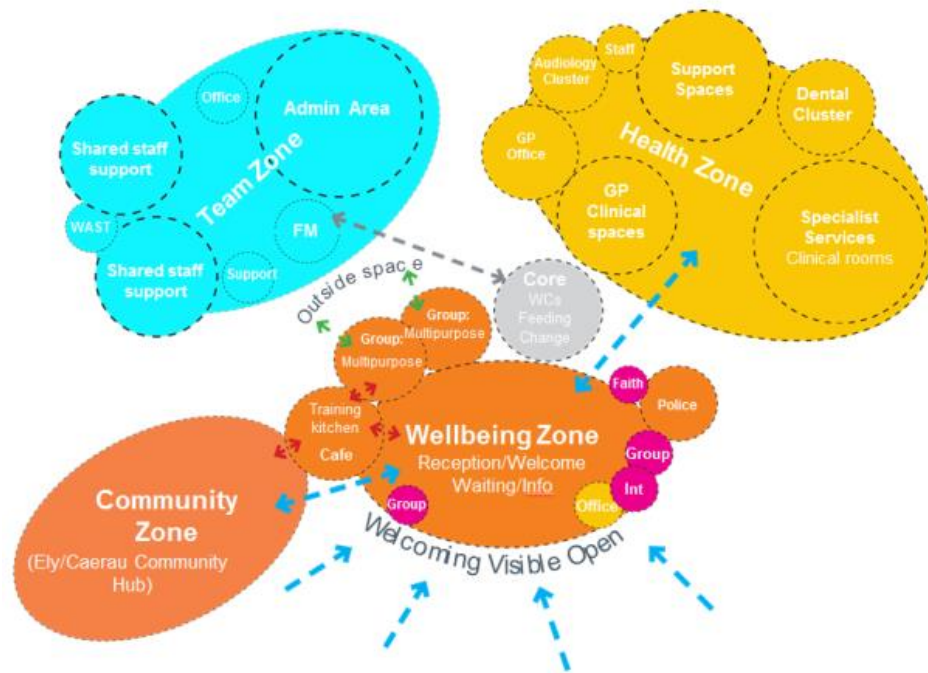 Office
Admin Area
Shared staff
support
Team Zone
WAST
FM
Shared staff
support
Support
Audiology
Cluster
Staff
Support
Spaces
Dental
Cluster
GP
Office
Health Zone
GP
Clinical
spaces
Specialist
Services
Clinical rooms
Outside space
Core
WCs
Feeding
Change
Group:
Multipurpose
Group:
Multipurpose
Faith
Police
Training
kitchen
Cafe
Wellbeing Zone
Reception/Welcome
Waiting/Info
Group
Int
Office
Group
Welcoming Visible Open
Community
Zone
(Ely/Caerau Community
Hub)